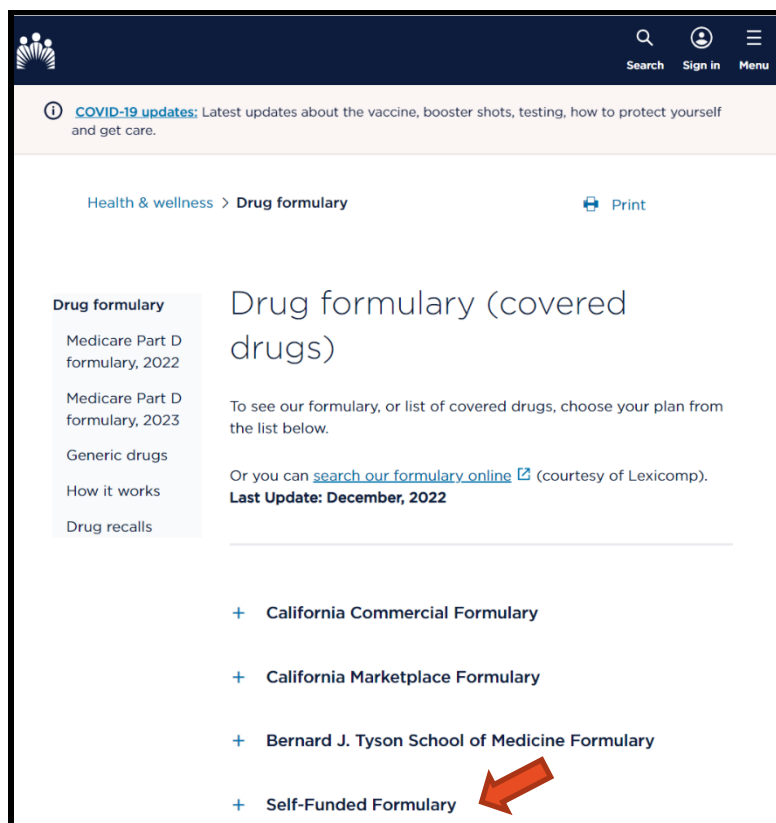 Search Sign in Menu
COVID-19 updates: Latest updates about the vaccine, booster shots, testing, how to protect yourself
and get care.
Health & wellness > Drug formulary
Print
Drug formulary
Medicare Part D
formulary, 2022
Medicare Part D
formulary, 2023
Generic drugs
How it works
Drug recalls
Drug formulary (covered
drugs)
To see our formulary, or list of covered drugs, choose your plan from
the list below.
Or you can search our formulary online (courtesy of Lexicomp).
Last Update: December, 2022
+ California Commercial Formulary
+ California Marketplace Formulary
+ Bernard J. Tyson School of Medicine Formulary
+ Self-Funded Formulary